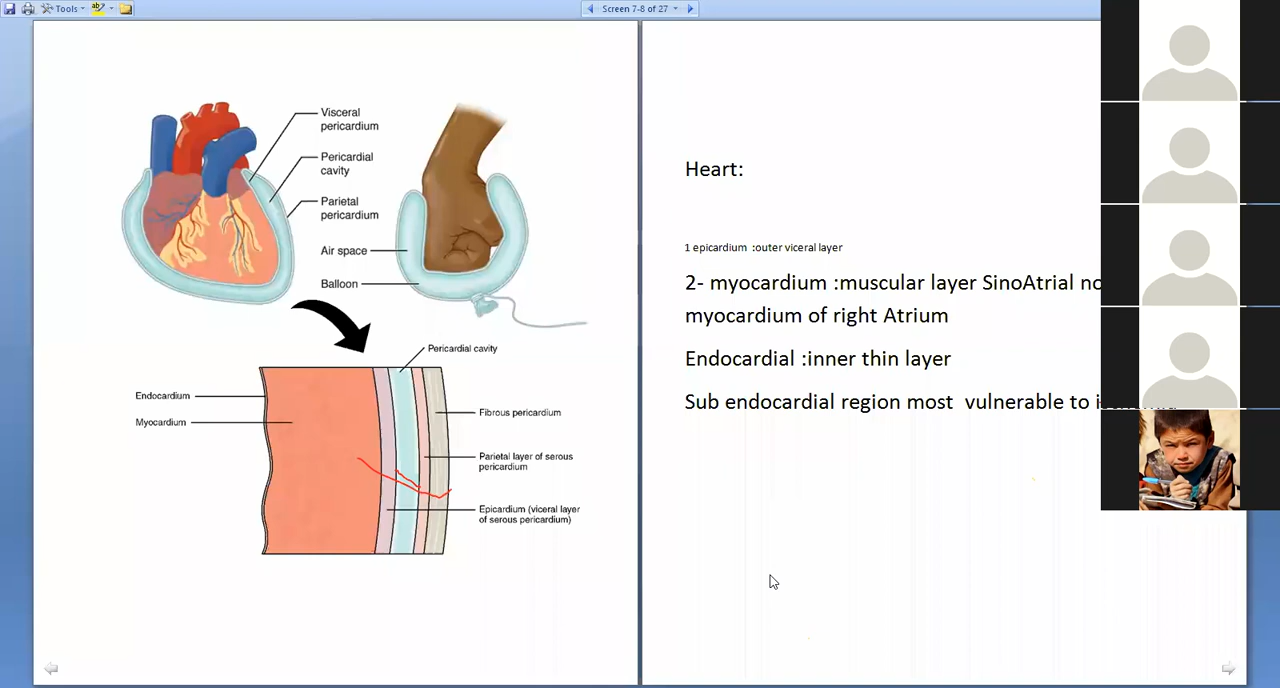 Tools
Screen 7-8 of 27
Visceral
pericardium
Pericardial
cavity
Parietal
pericardium
Air space
Balloon
Pericardial cavity
Endocardium
Myocardium
Fibrous pericardium
Parietal layer of serous
pericardium
Epicardium (viceral layer
of serous pericardium)
Heart:
1 epicardium :outer viceral layer
2- myocardium :muscular layer SinoAtrial
myocardium of right Atrium
Endocardial :inner thin layer
Sub endocardial region most vulnerable to